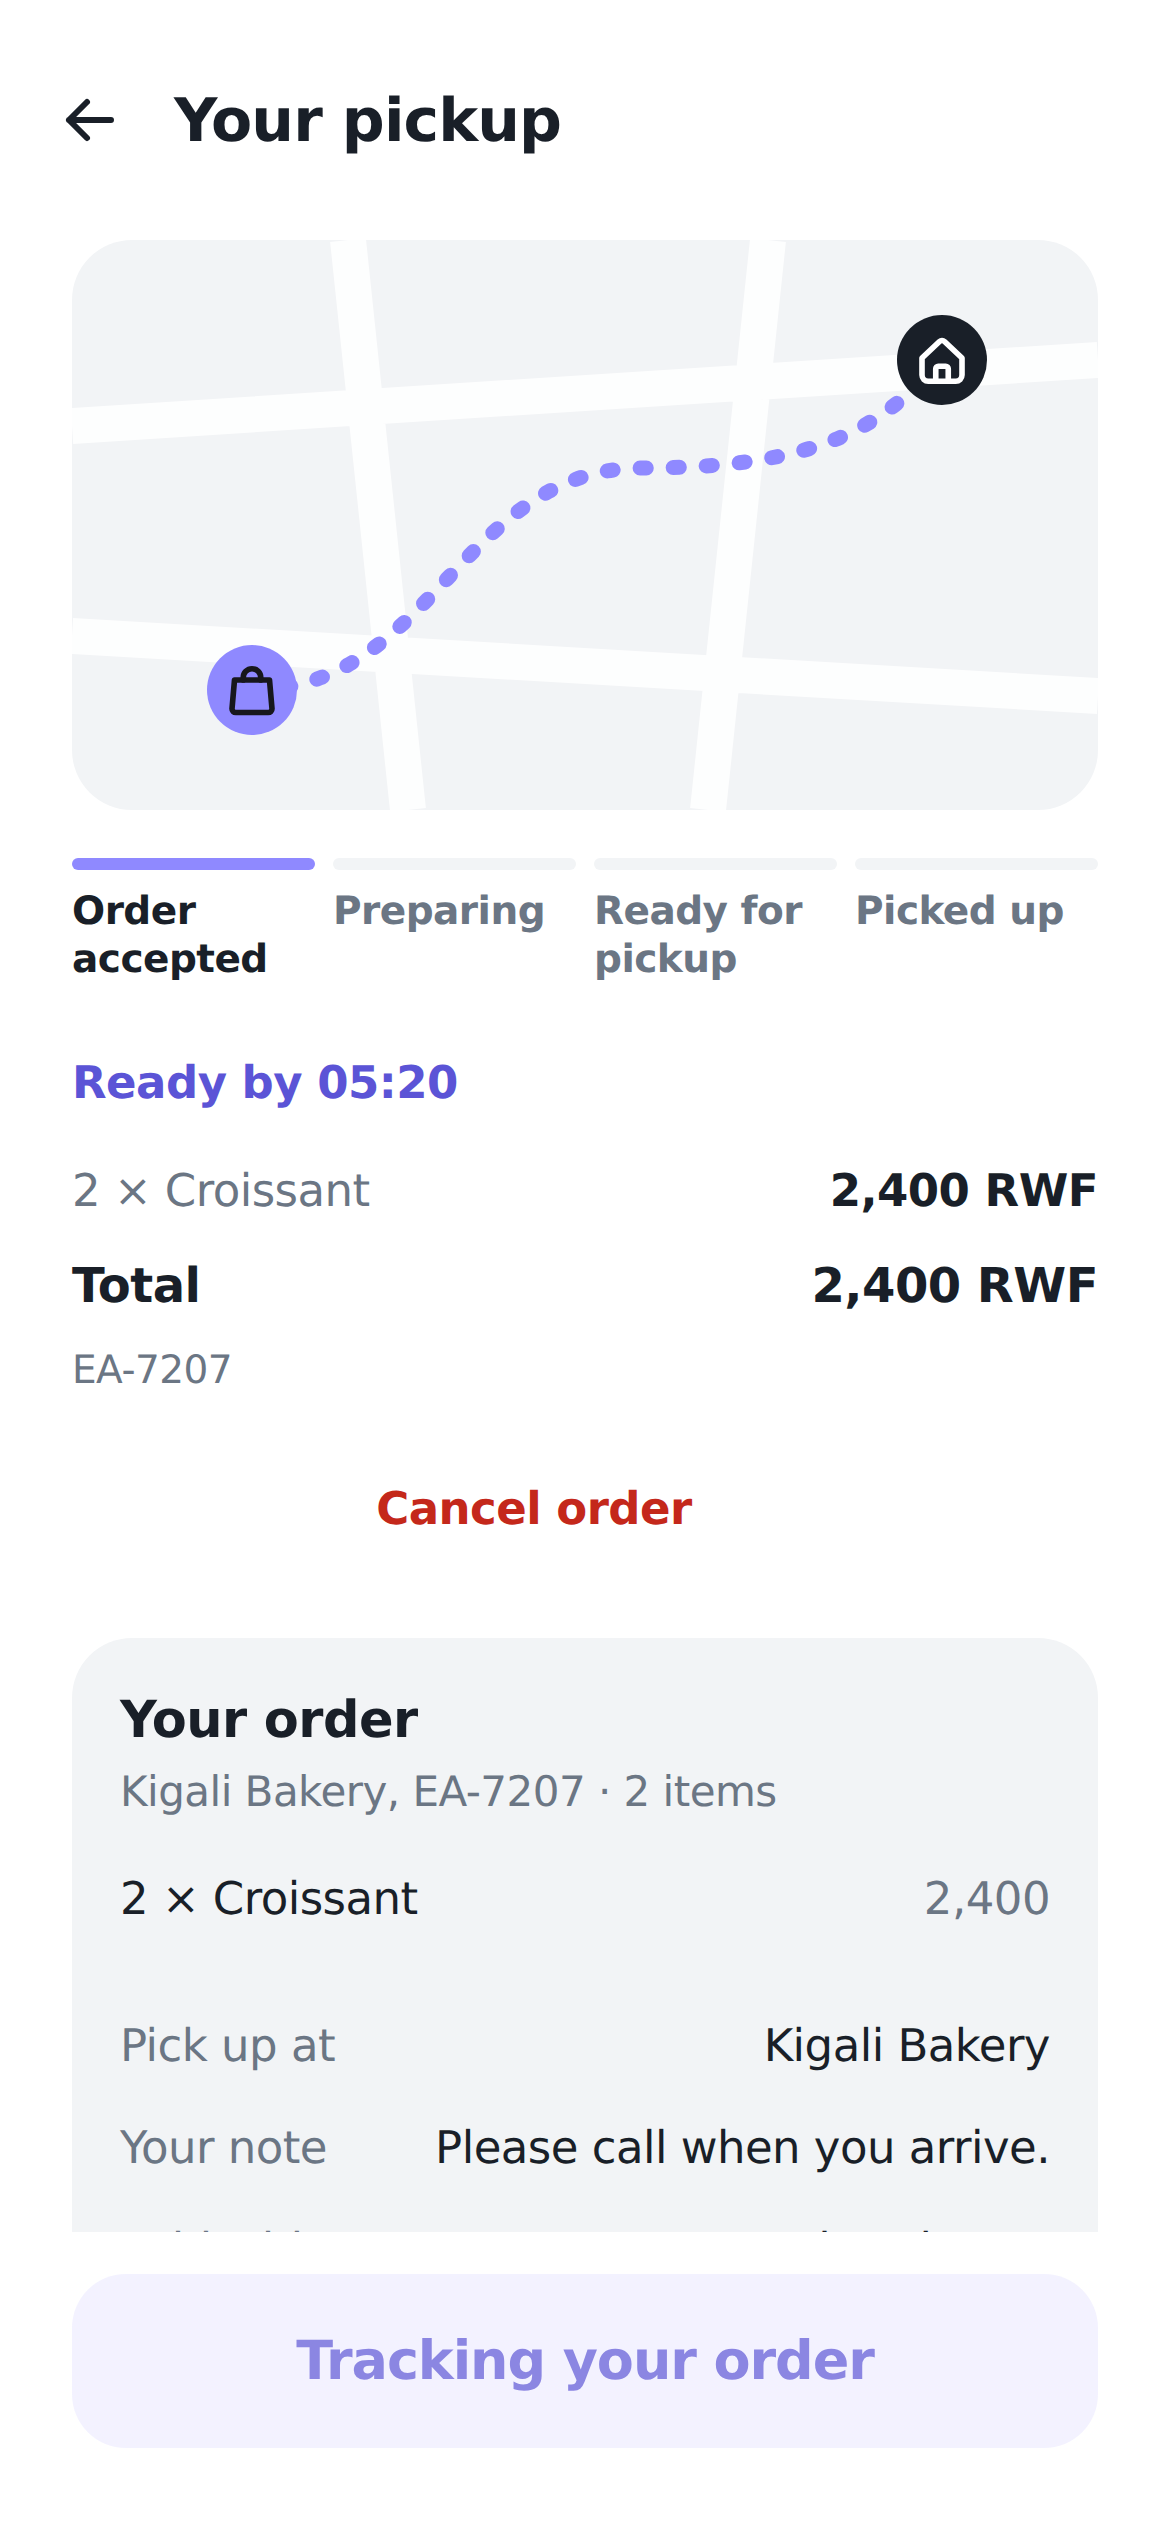 Your pickup
Order accepted
Preparing
Ready for pickup
Picked up
Ready by 05:20
2 × Croissant 2,400 RWF
Total 2,400 RWF
EA-7207
Cancel order
Your order
Kigali Bakery, EA-7207 · 2 items
2 × Croissant 2,400
Pick up at Kigali Bakery
Your note Please call when you arrive.
Tracking your order